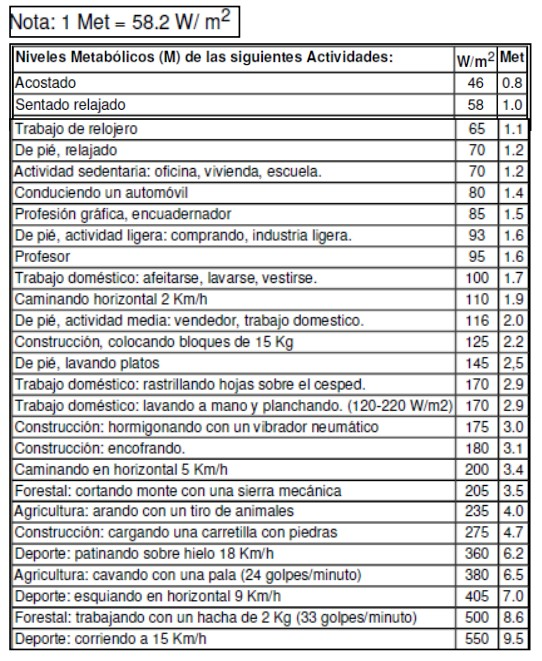 Nota: 1 Met = 58.2 W/ m²
Niveles Metabólicos (M) de las siguientes Actividades: W/m² Met
Acostado 46 0.8
Sentado relajado 58 1.0
Trabajo de relojero 65 1.1
De pié, relajado 70 1.2
Actividad sedentaria: oficina, vivienda, escuela. 70 1.2
Conduciendo un automóvil 80 1.4
Profesión gráfica, encuadernador 85 1.5
De pié, actividad ligera: comprando, industria ligera. 93 1.6
Profesor 95 1.6
Trabajo doméstico: afeitarse, lavarse, vestirse. 100 1.7
Caminando horizontal 2 Km/h 110 1.9
De pié, actividad media: vendedor, trabajo domestico. 116 2.0
Construcción, colocando bloques de 15 Kg 125 2.2
De pié, lavando platos 145 2,5
Trabajo doméstico: rastrillando hojas sobre el cesped. 170 2.9
Trabajo doméstico: lavando a mano y planchando. (120-220 W/m2) 170 2.9
Construcción: hormigonando con un vibrador neumático 175 3.0
Construcción: encofrando. 180 3.1
Caminando en horizontal 5 Km/h 200 3.4
Forestal: cortando monte con una sierra mecánica 205 3.5
Agricultura: arando con un tiro de animales 235 4.0
Construcción: cargando una carretilla con piedras 275 4.7
Deporte: patinando sobre hielo 18 Km/h 360 6.2
Agricultura: cavando con una pala (24 golpes/minuto) 380 6.5
Deporte: esquiando en horizontal 9 Km/h 405 7.0
Forestal: trabajando con un hacha de 2 Kg (33 golpes/minuto) 500 8.6
Deporte: corriendo a 15 Km/h 550 9.5